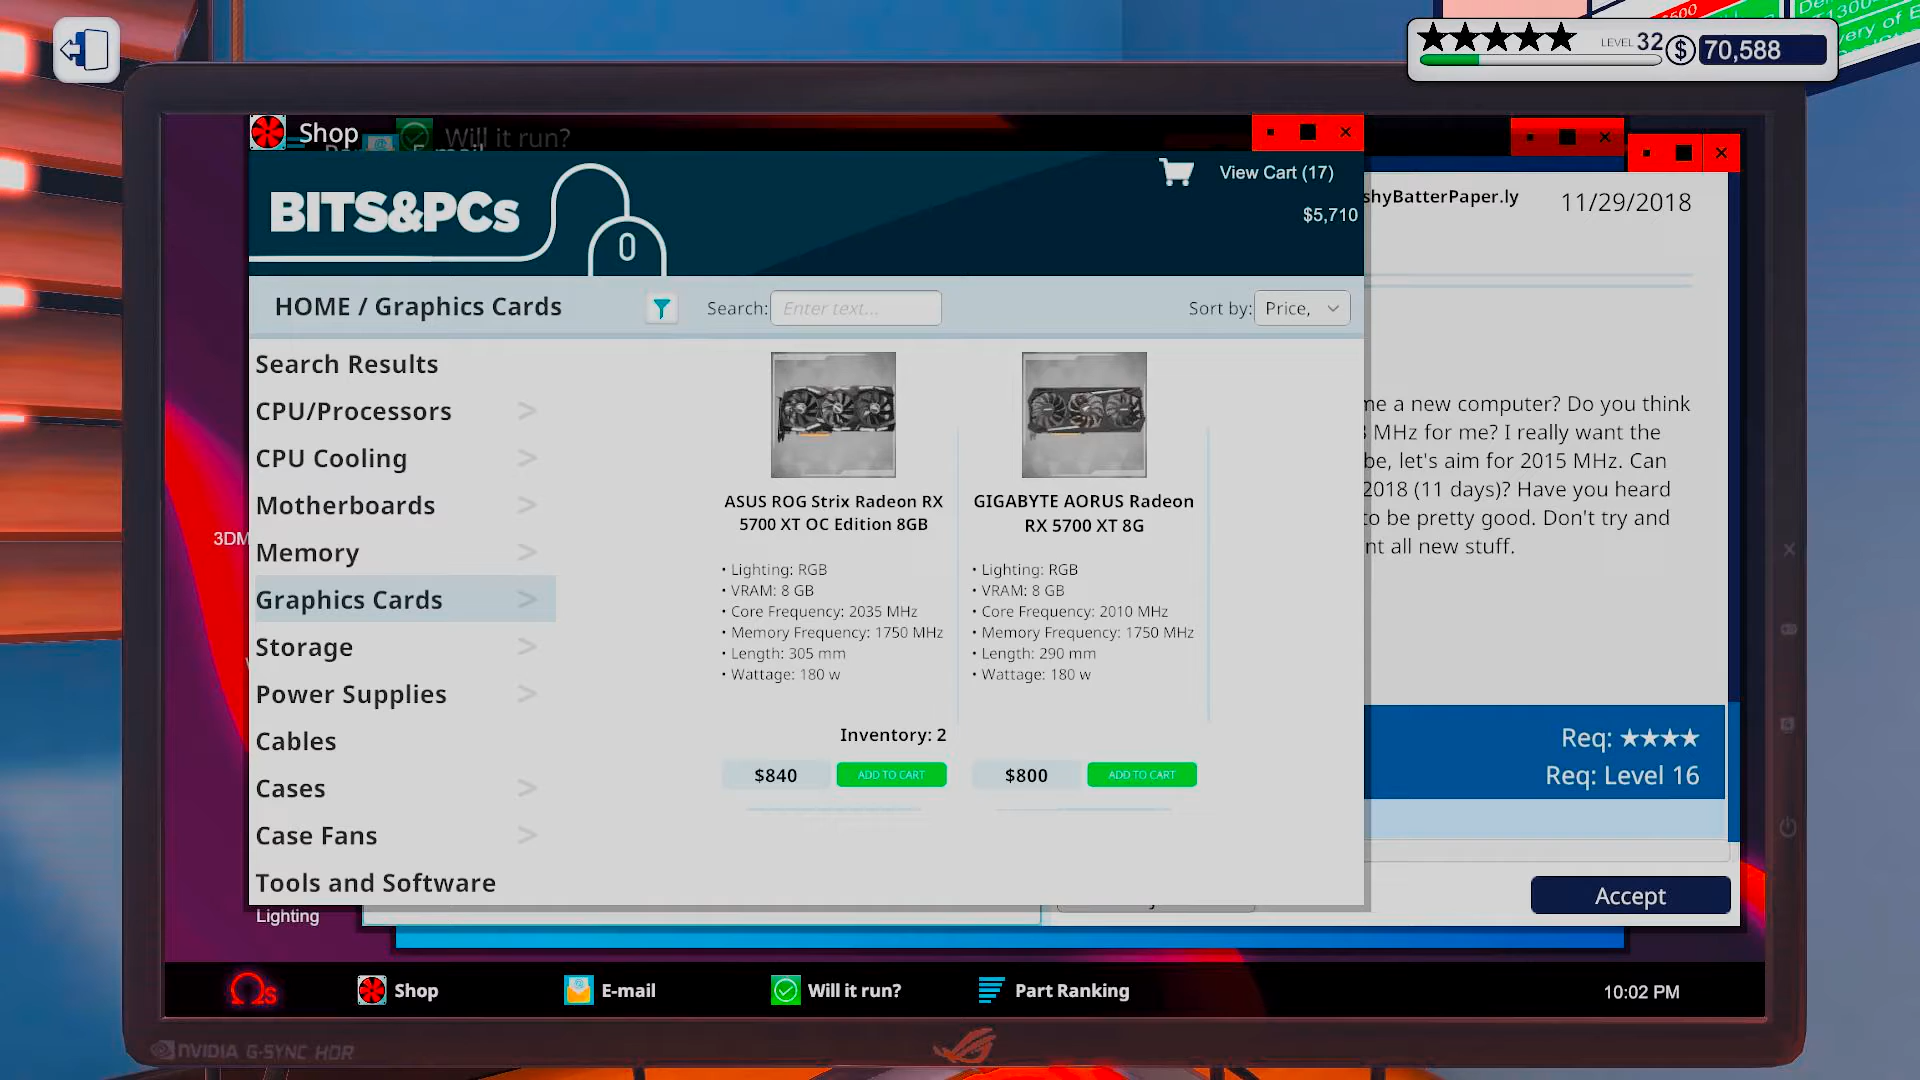 LEVEL 32
$ 70,588
Shop
Will it run?
BITS&PCs
View Cart (17)
$5,710
HOME / Graphics Cards
Search:
Enter text...
Sort by:
Price,
Search Results
CPU/Processors >
CPU Cooling >
Motherboards >
Memory >
Graphics Cards >
Storage >
Power Supplies >
Cables
Cases >
Case Fans >
Tools and Software
ASUS ROG Strix Radeon RX
5700 XT OC Edition 8GB
• Lighting: RGB
• VRAM: 8 GB
• Core Frequency: 2035 MHz
• Memory Frequency: 1750 MHz
• Length: 305 mm
• Wattage: 180 w
Inventory: 2
$840
ADD TO CART
GIGABYTE AORUS Radeon
RX 5700 XT 8G
• Lighting: RGB
• VRAM: 8 GB
• Core Frequency: 2010 MHz
• Memory Frequency: 1750 MHz
• Length: 290 mm
• Wattage: 180 w
$800
ADD TO CART
shyBatterPaper.ly
11/29/2018
me a new computer? Do you think
MHz for me? I really want the
be, let's aim for 2015 MHz. Can
2018 (11 days)? Have you heard
to be pretty good. Don't try and
nt all new stuff.
Req: ★★★★
Req: Level 16
Accept
3DM
Lighting
Ωs
Shop
E-mail
Will it run?
Part Ranking
10:02 PM
NVIDIA G-SYNC HDR